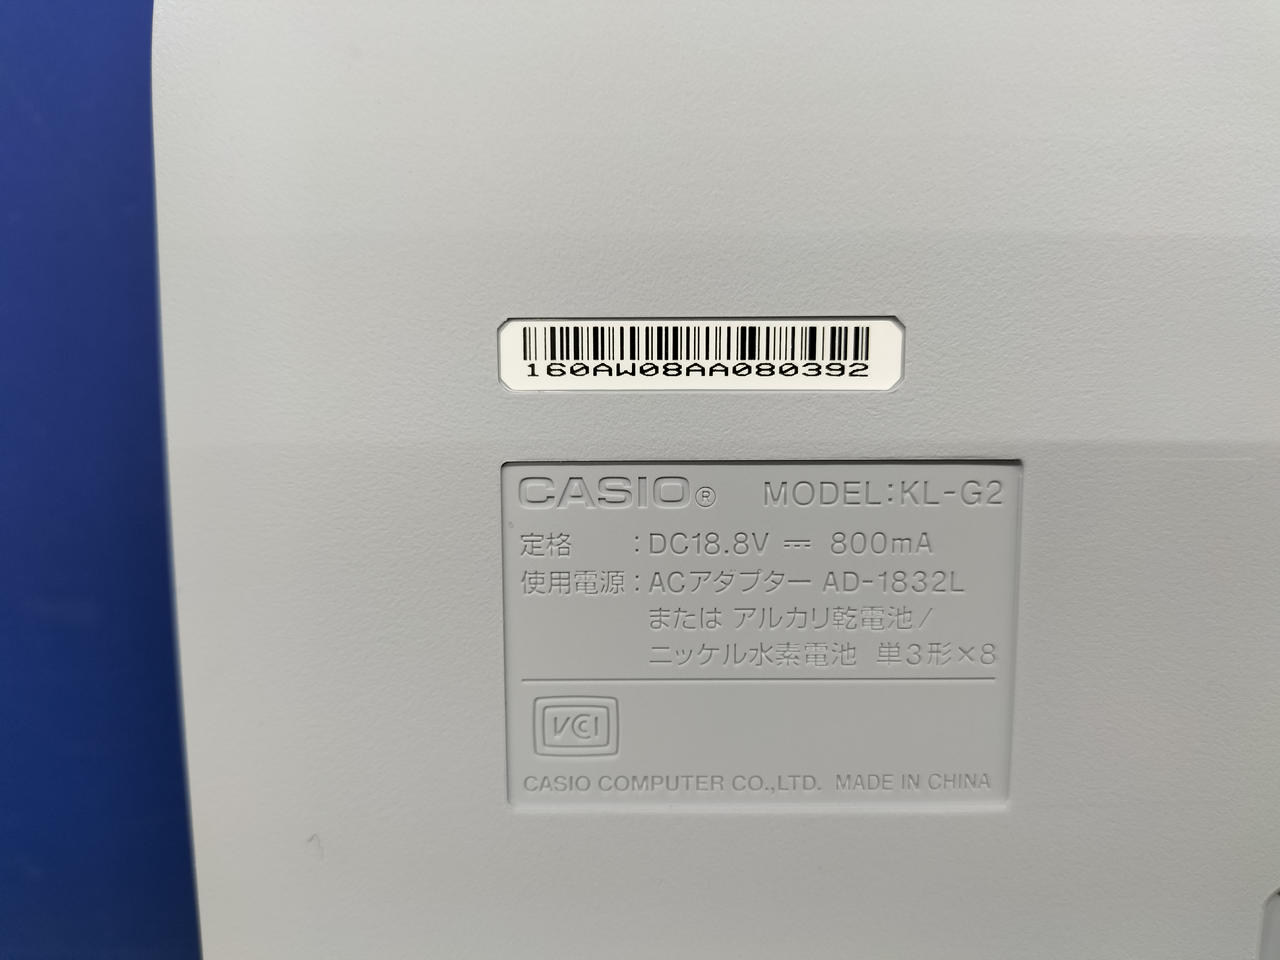 160AW08AA080392
CASIO® MODEL:KL-G2
定格 :DC18.8V ⎓ 800mA
使用電源:ACアダプター AD-1832L
または アルカリ乾電池/
ニッケル水素電池 単3形×8
VCCI
CASIO COMPUTER CO.,LTD. MADE IN CHINA